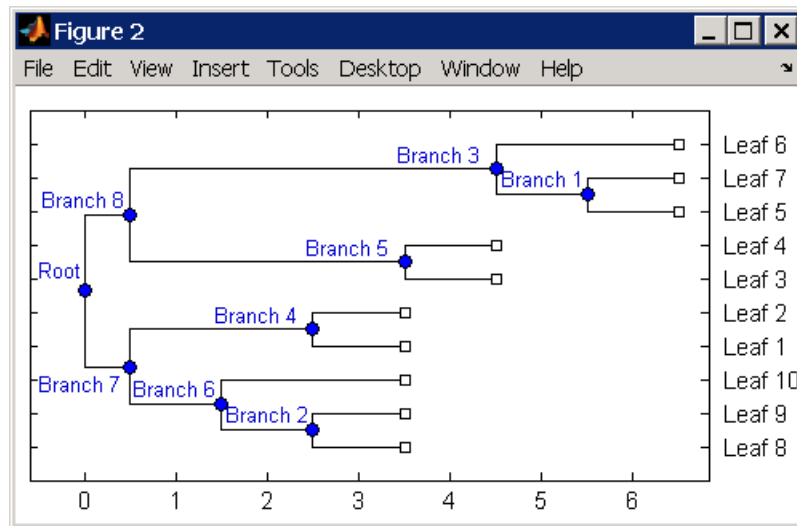 Figure 2
File Edit View Insert Tools Desktop Window Help
Leaf 6
Branch 3
Branch 1
Leaf 7
Branch 8
Leaf 5
Branch 5
Leaf 4
Root
Leaf 3
Branch 4
Leaf 2
Leaf 1
Branch 7
Branch 6
Leaf 10
Branch 2
Leaf 9
Leaf 8
0 1 2 3 4 5 6